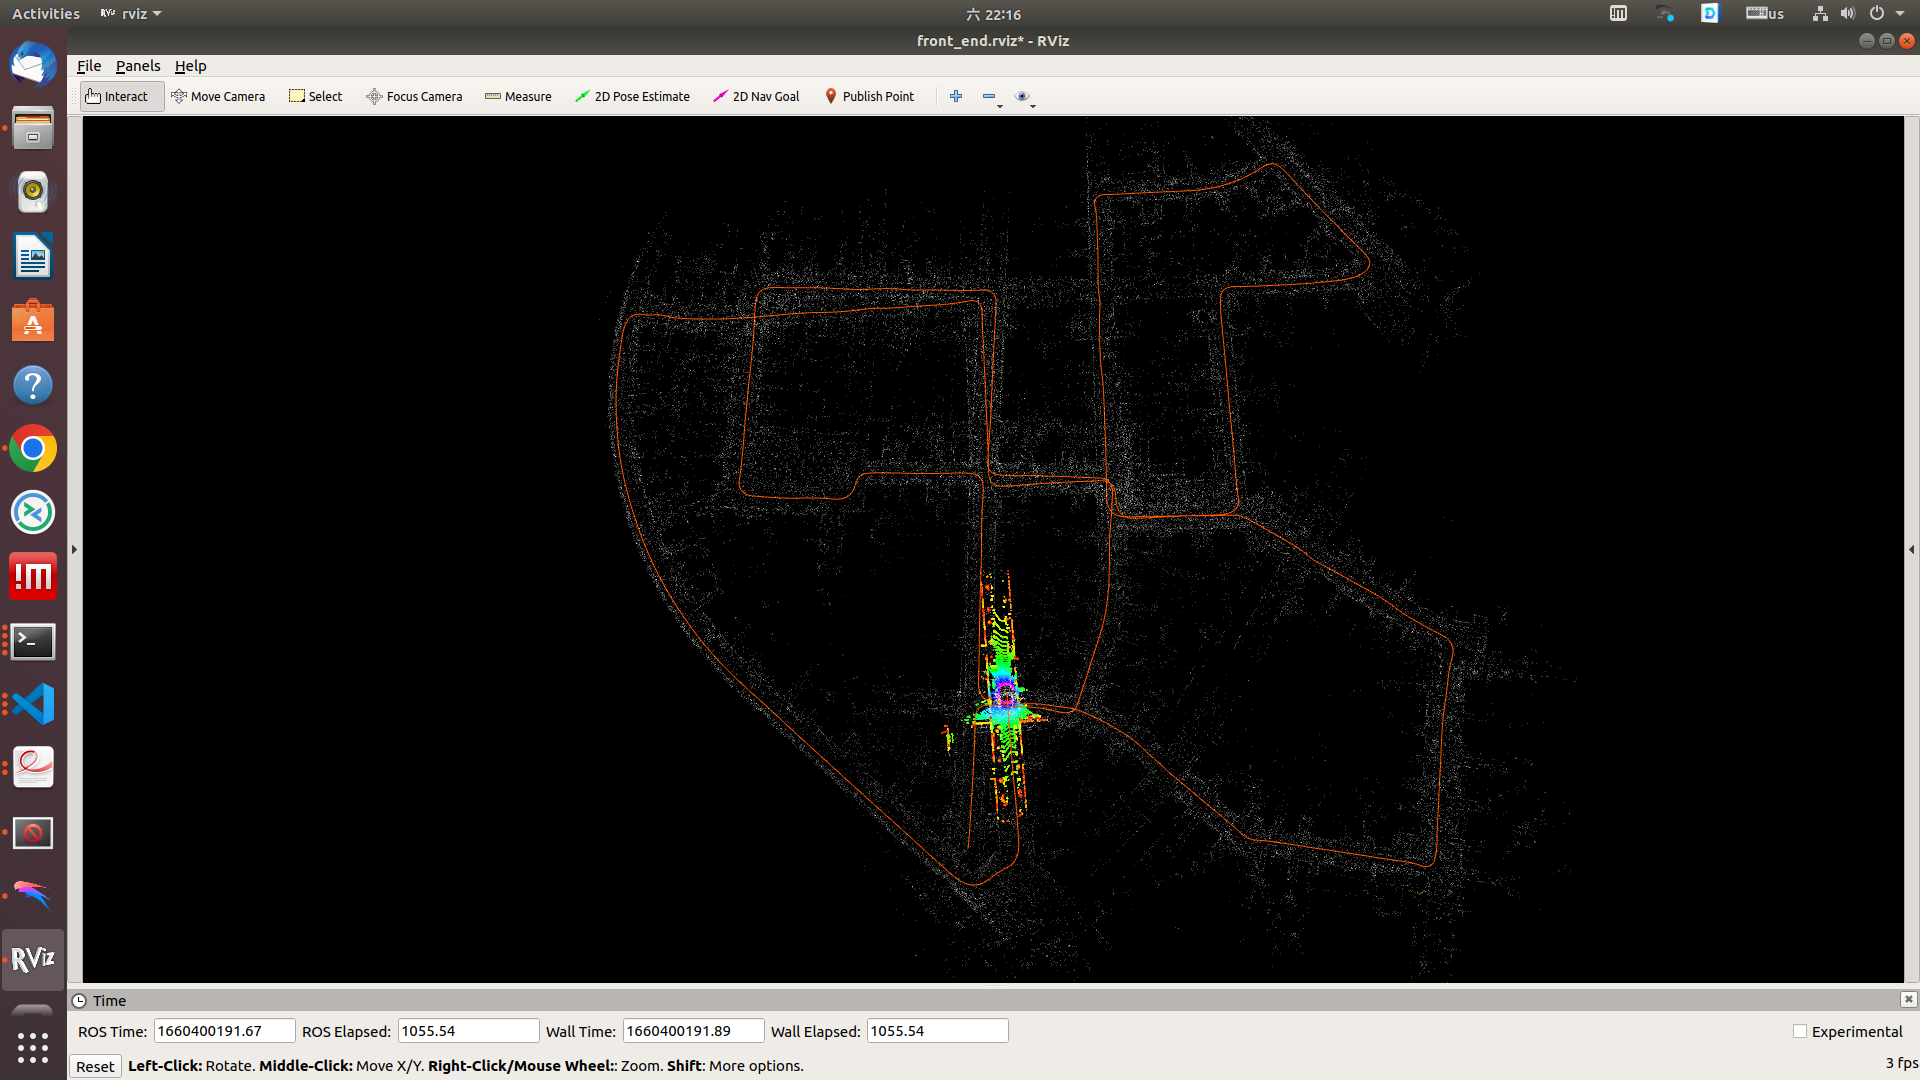 Activities
rviz
六 22:16
us
front_end.rviz* - RViz
File Panels Help
Interact Move Camera Select Focus Camera Measure 2D Pose Estimate 2D Nav Goal Publish Point
RViz
Time
ROS Time: 1660400191.67 ROS Elapsed: 1055.54 Wall Time: 1660400191.89 Wall Elapsed: 1055.54 Experimental
Reset Left-Click: Rotate. Middle-Click: Move X/Y. Right-Click/Mouse Wheel:: Zoom. Shift: More options. 3 fps